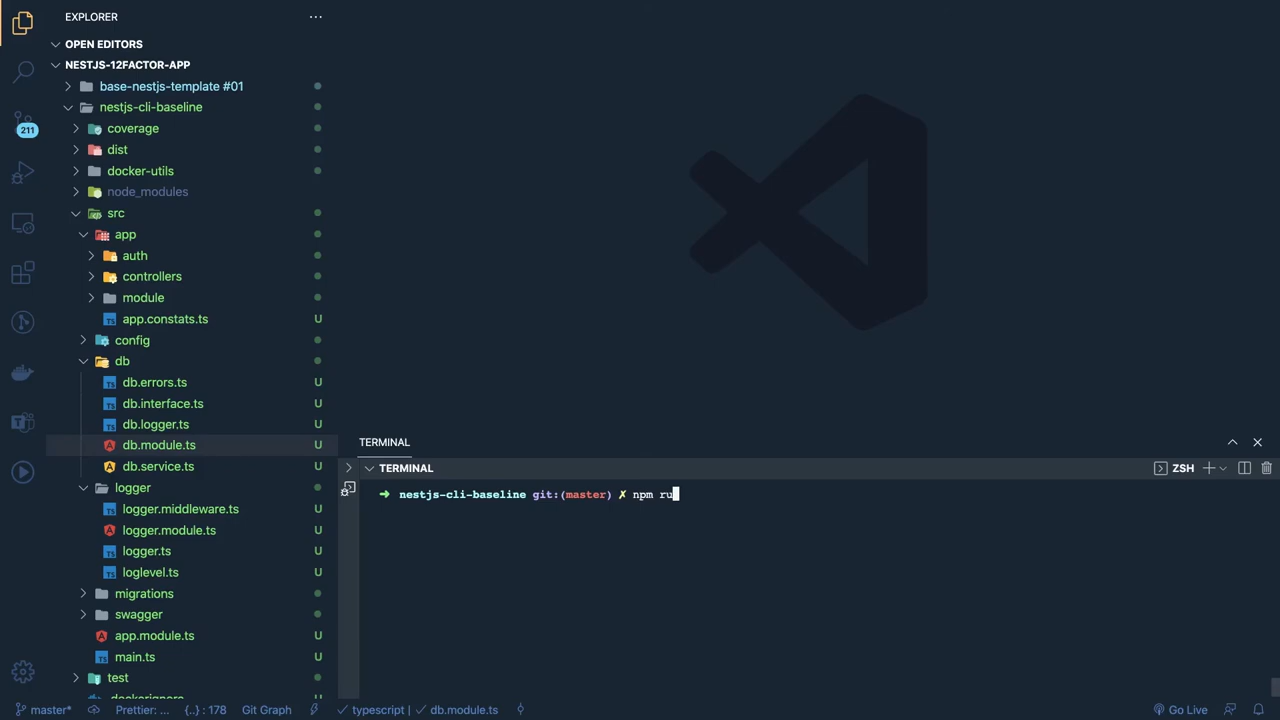 EXPLORER
OPEN EDITORS
NESTJS-12FACTOR-APP
base-nestjs-template #01
nestjs-cli-baseline
211
coverage
dist
docker-utils
node_modules
src
app
auth
controllers
module
app.constats.ts U
config
db
db.errors.ts U
db.interface.ts U
db.logger.ts U
db.module.ts U
db.service.ts U
logger
logger.middleware.ts U
logger.module.ts U
logger.ts U
loglevel.ts U
migrations
swagger
app.module.ts U
main.ts U
test
TERMINAL
TERMINAL ZSH
➜ nestjs-cli-baseline git:(master) ✗ npm ru
master* Prettier: ... {..} : 178 Git Graph typescript | db.module.ts Go Live